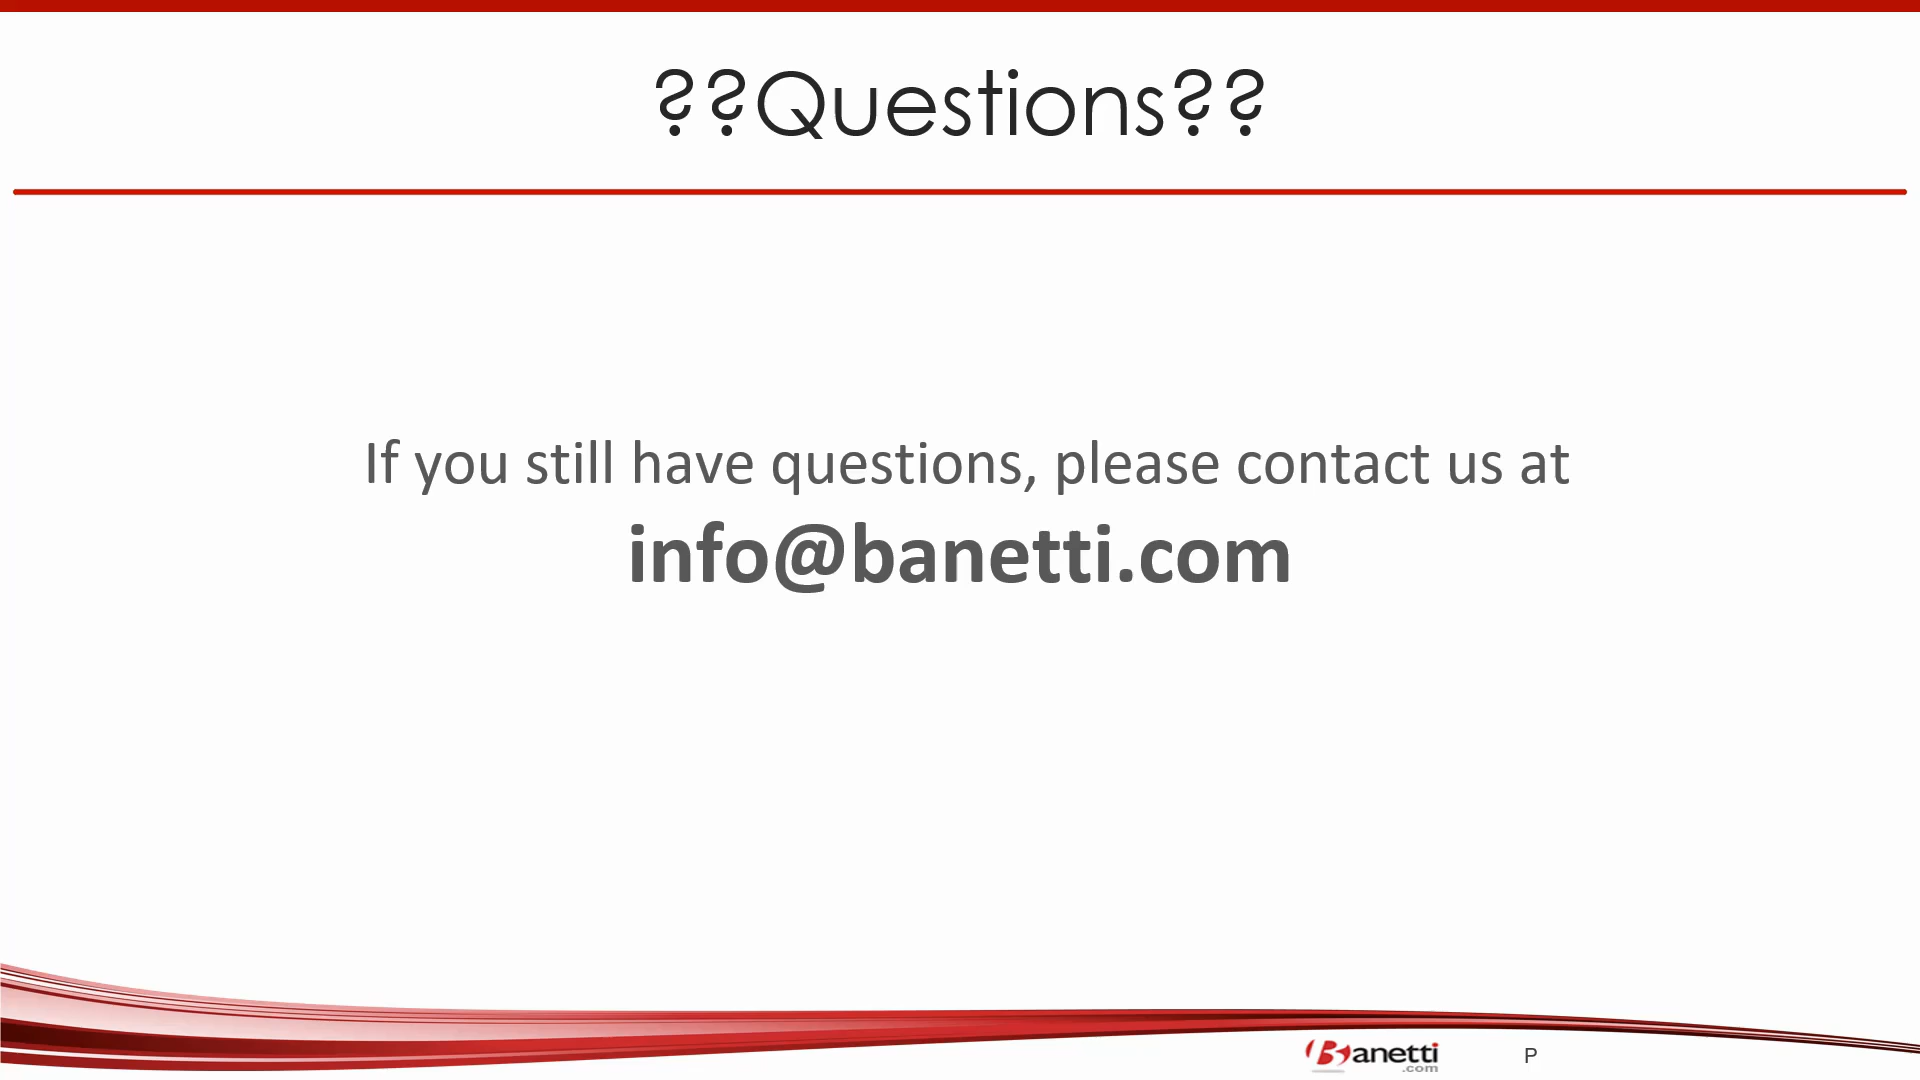 ??Questions??
If you still have questions, please contact us at
info@banetti.com
Banetti
.com
P